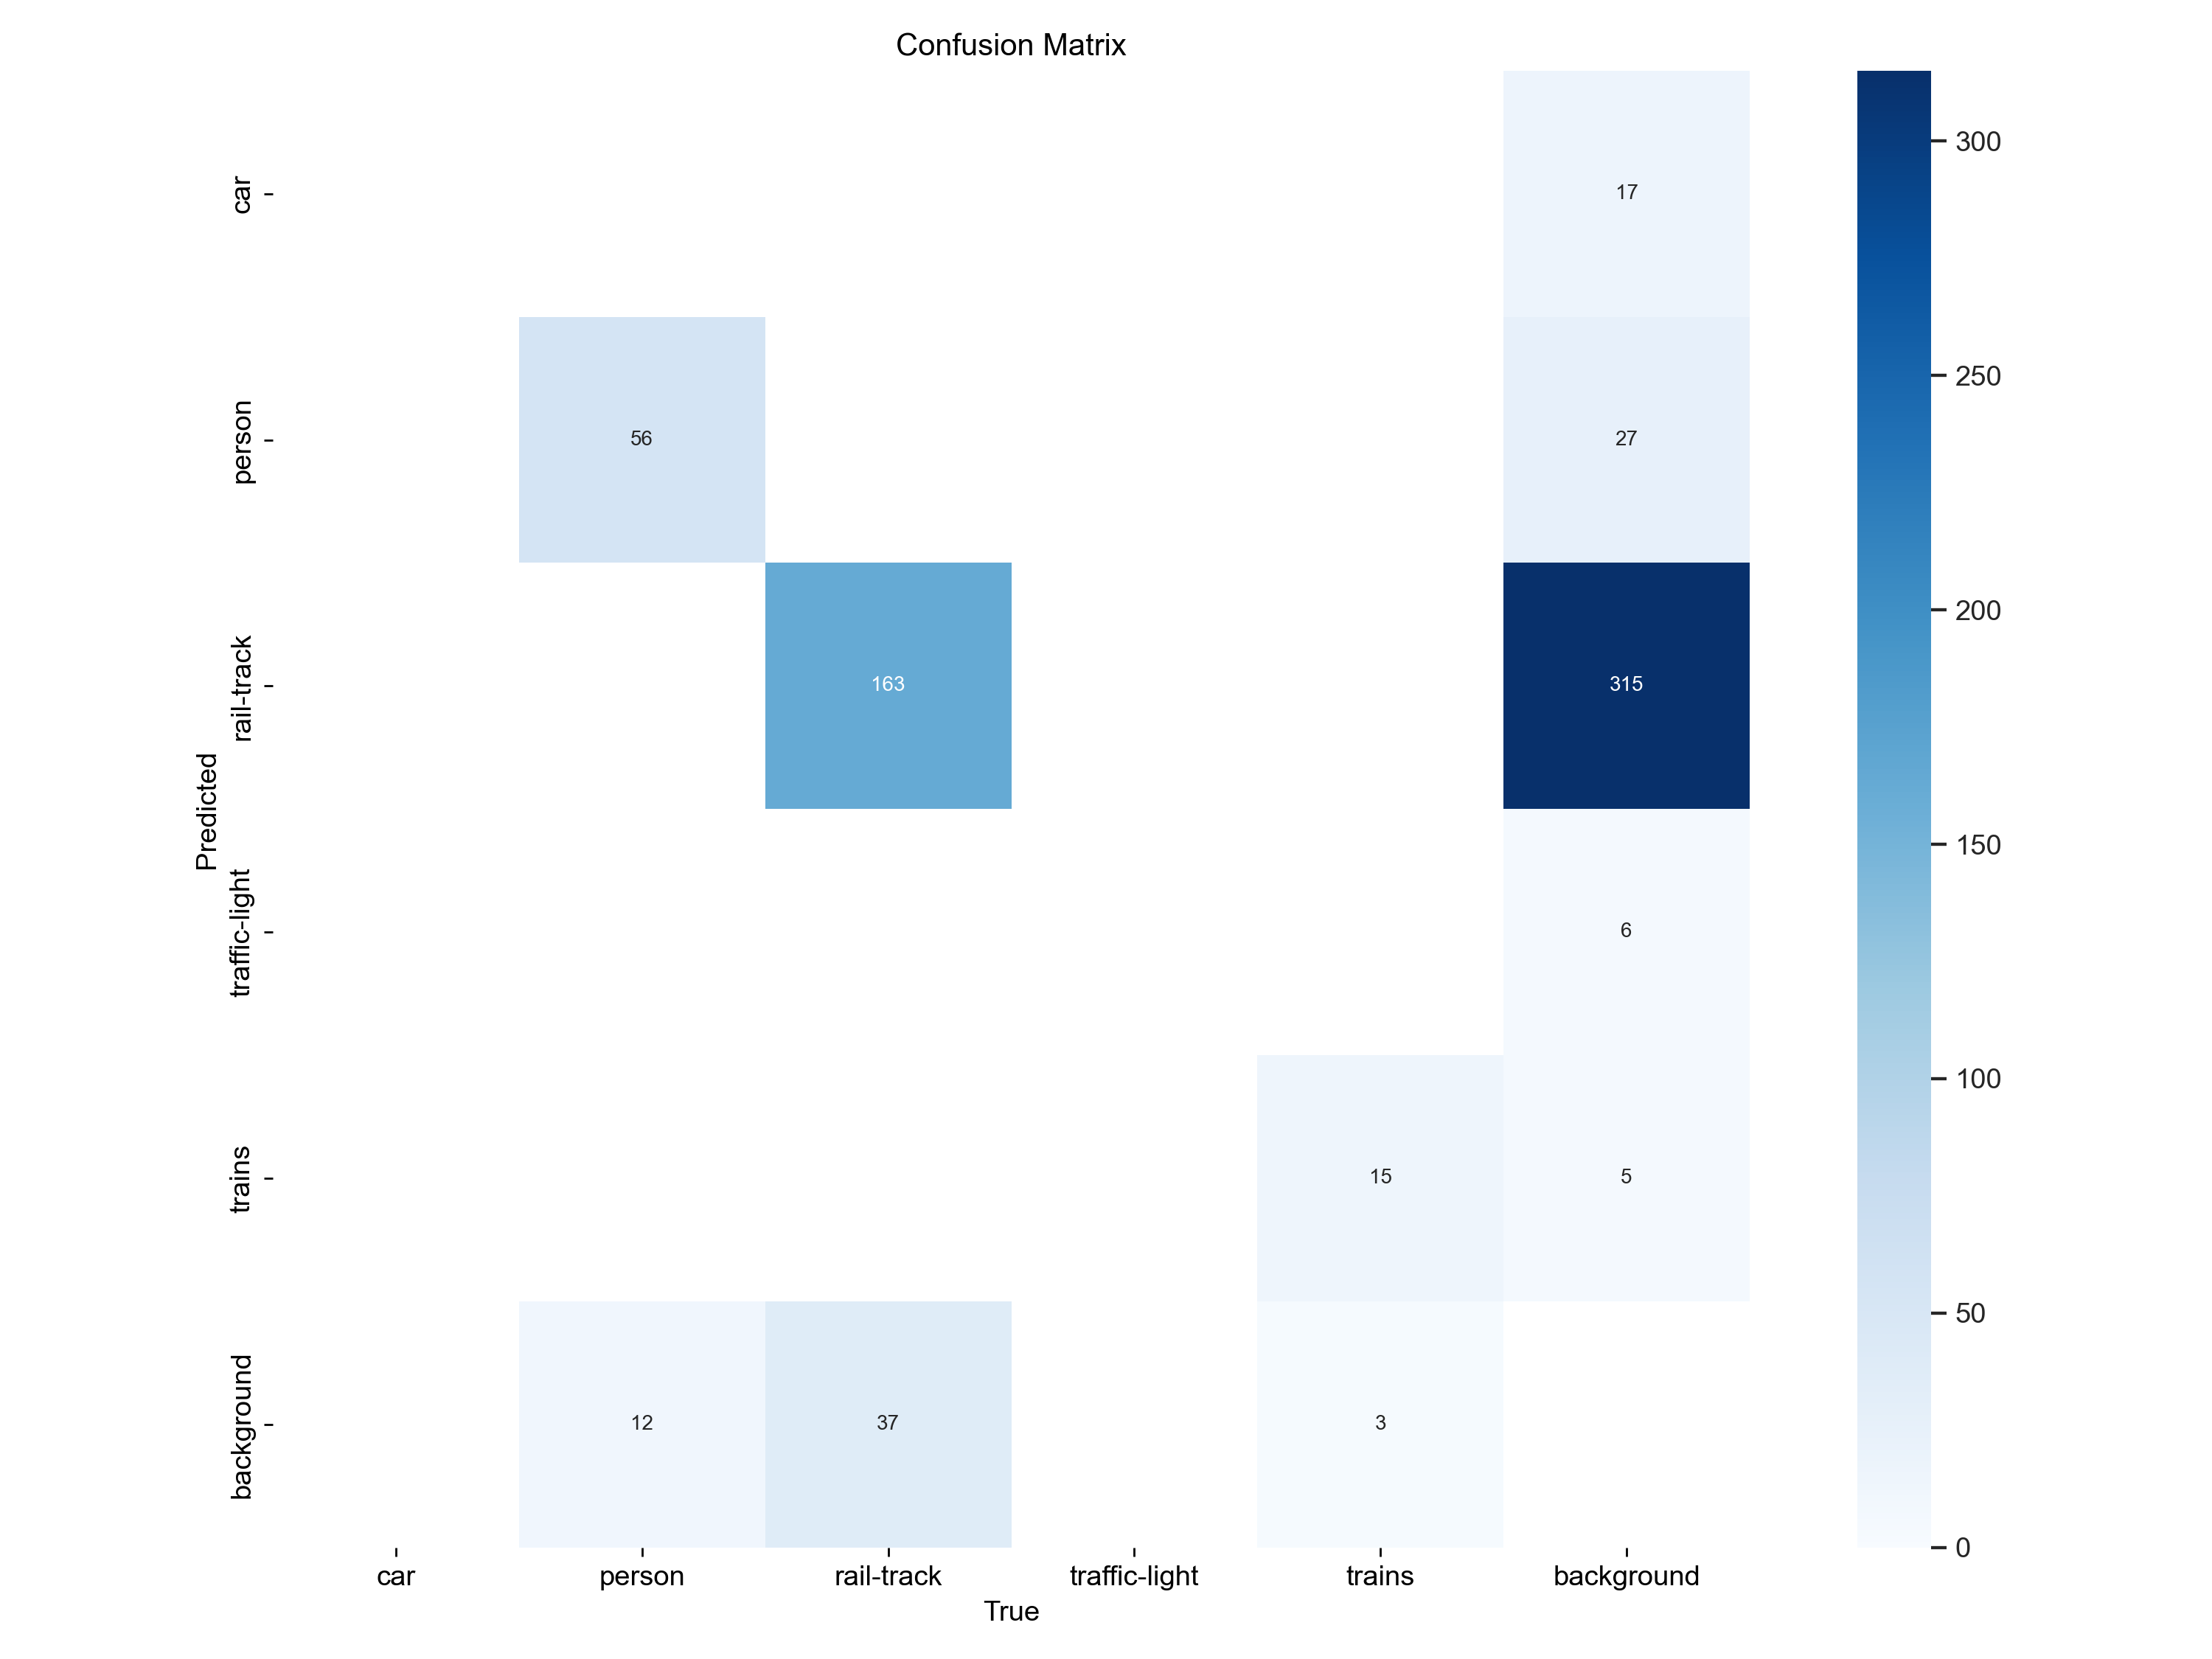 Confusion Matrix
car
17
300
person
56
27
250
rail-track
163
315
200
Predicted
traffic-light
6
150
trains
15
5
100
background
12
37
3
50
0
car
person
rail-track
traffic-light
trains
background
True